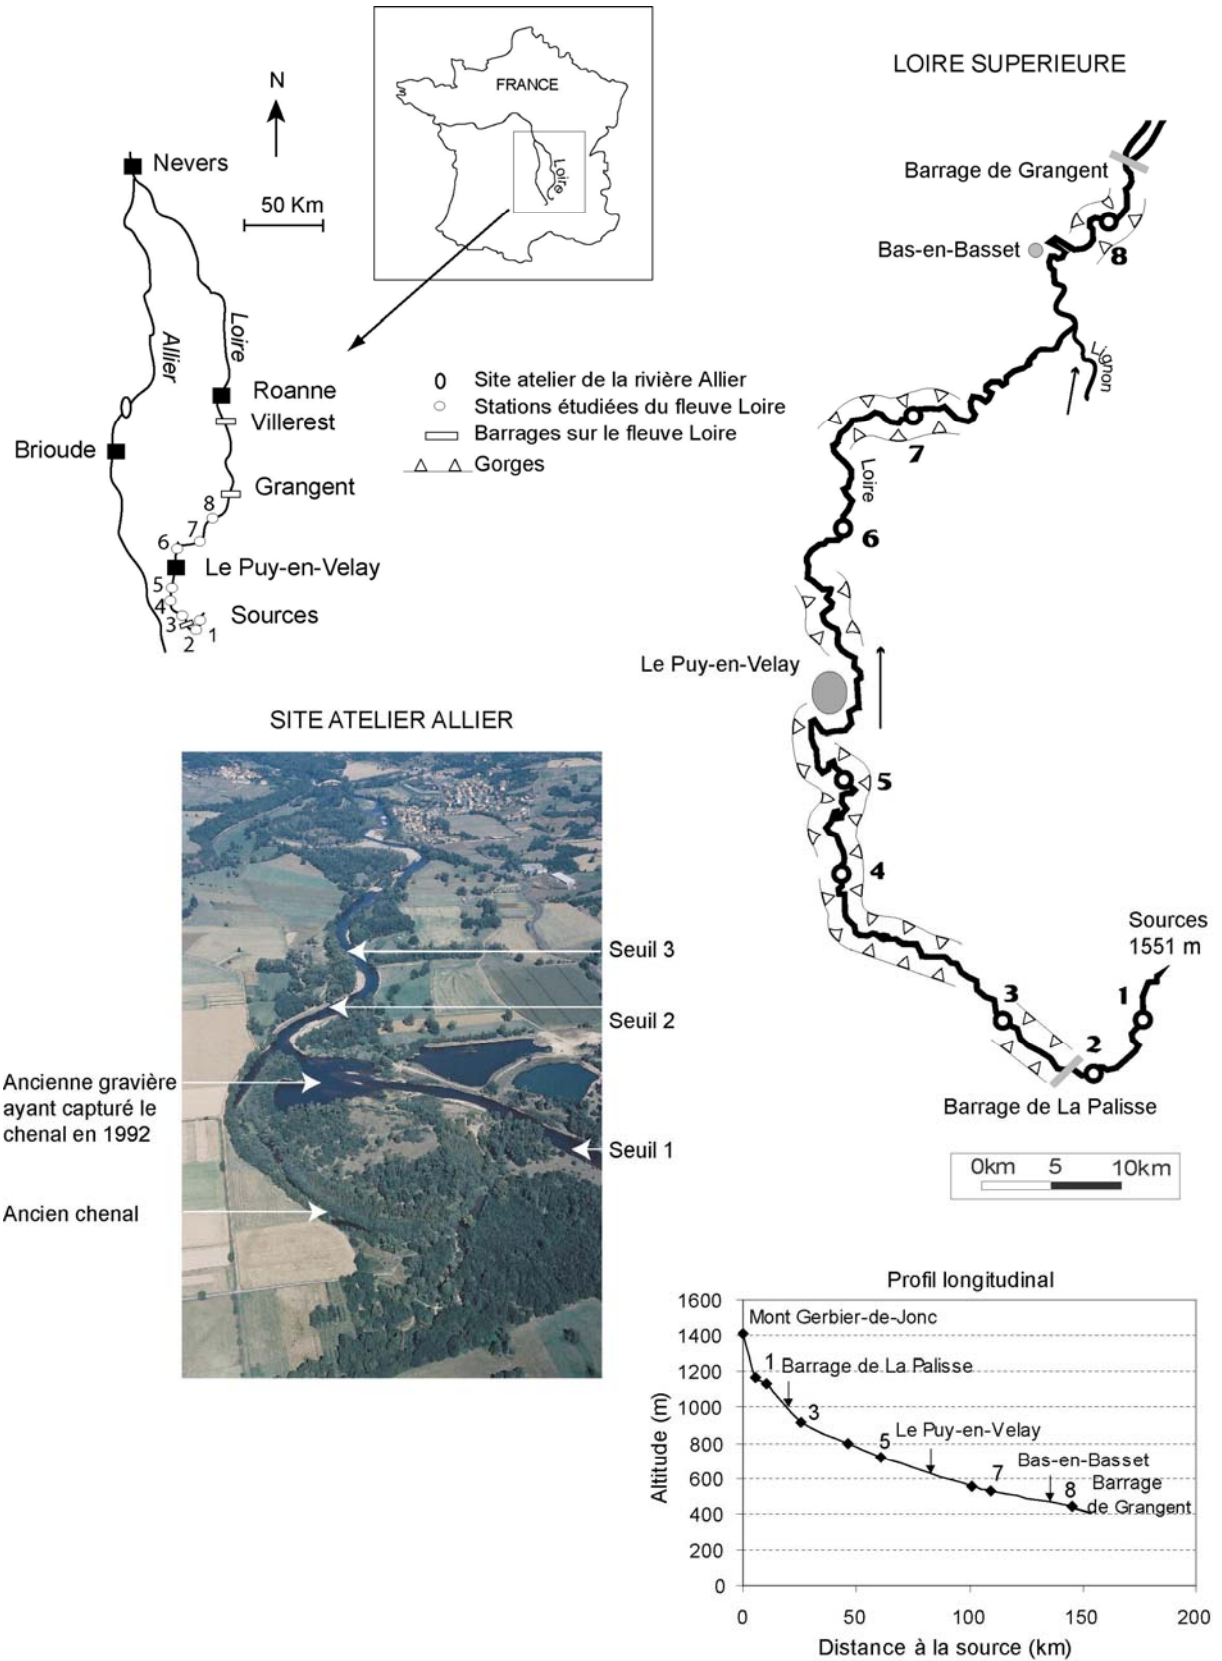 FRANCE
Loire
N
50 Km
Nevers
Allier
Loire
Roanne
Villerest
Brioude
Grangent
8
7
6
Le Puy-en-Velay
5
4
Sources
3
2
1
Site atelier de la rivière Allier
Stations étudiées du fleuve Loire
Barrages sur le fleuve Loire
Gorges
LOIRE SUPERIEURE
Barrage de Grangent
Bas-en-Basset
8
Lignon
7
Loire
6
Le Puy-en-Velay
5
4
Sources
1551 m
3
1
2
Barrage de La Palisse
0km 5 10km
SITE ATELIER ALLIER
Seuil 3
Seuil 2
Ancienne gravière
ayant capturé le
chenal en 1992
Seuil 1
Ancien chenal
Profil longitudinal
1600
1400
1200
1000
800
600
400
200
0
Altitude (m)
Mont Gerbier-de-Jonc
1
Barrage de La Palisse
3
5
Le Puy-en-Velay
7
Bas-en-Basset
8
Barrage
de Grangent
0 50 100 150 200
Distance à la source (km)